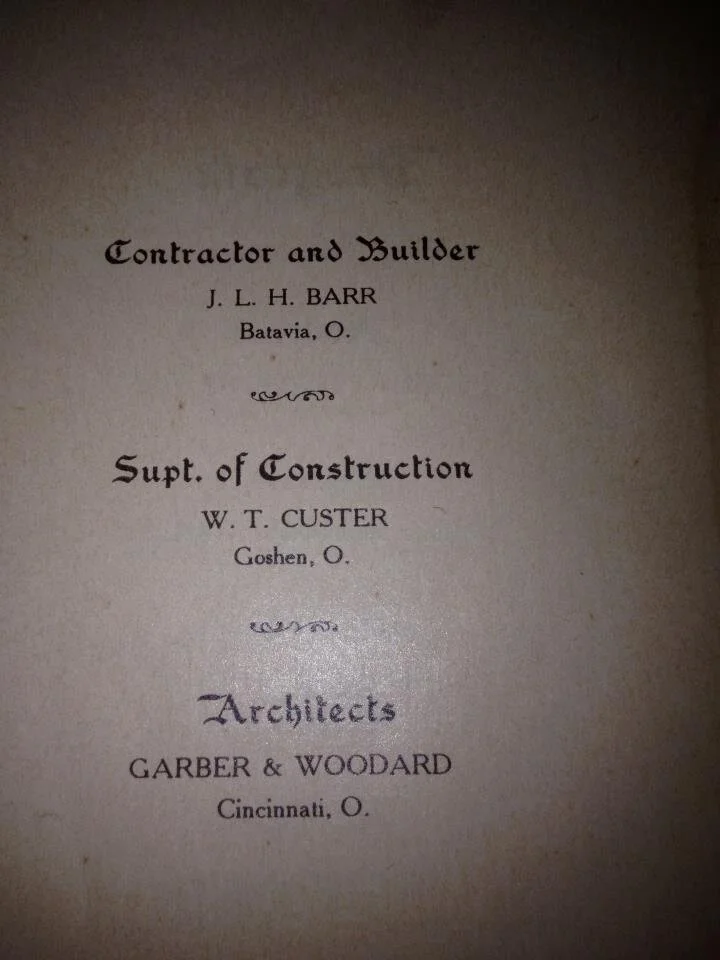 Contractor and Builder
J. L. H. BARR
Batavia, O.
Supt. of Construction
W. T. CUSTER
Goshen, O.
Architects
GARBER & WOODARD
Cincinnati, O.